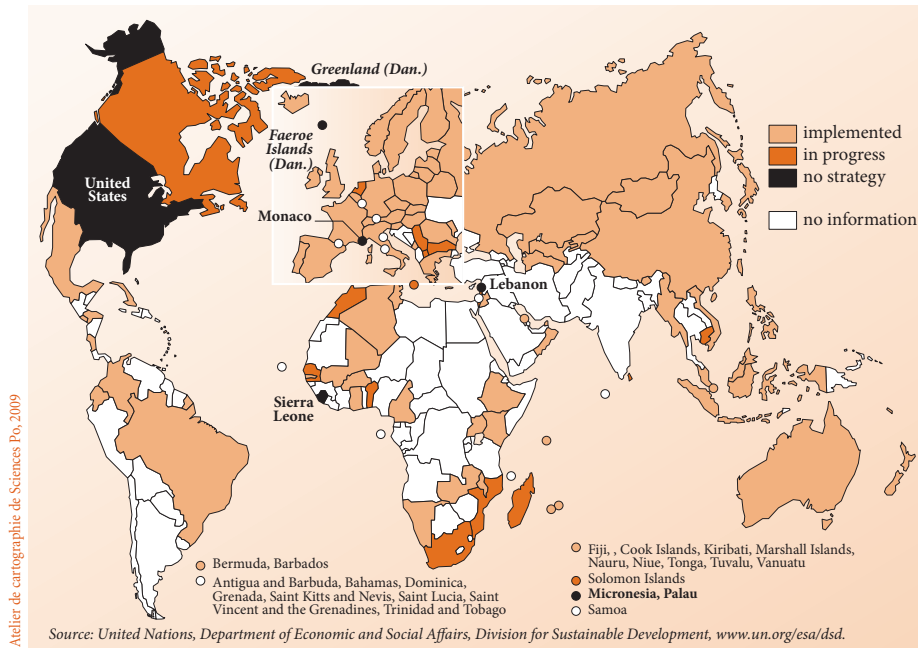 Greenland (Dan.)
Faeroe
Islands
(Dan.)
implemented
in progress
no strategy
no information
United
States
Monaco
Lebanon
Sierra
Leone
Atelier de cartographie de Sciences Po, 2009
Bermuda, Barbados
Antigua and Barbuda, Bahamas, Dominica,
Grenada, Saint Kitts and Nevis, Saint Lucia, Saint
Vincent and the Grenadines, Trinidad and Tobago
Fiji, , Cook Islands, Kiribati, Marshall Islands,
Nauru, Niue, Tonga, Tuvalu, Vanuatu
Solomon Islands
Micronesia, Palau
Samoa
Source: United Nations, Department of Economic and Social Affairs, Division for Sustainable Development, www.un.org/esa/dsd.